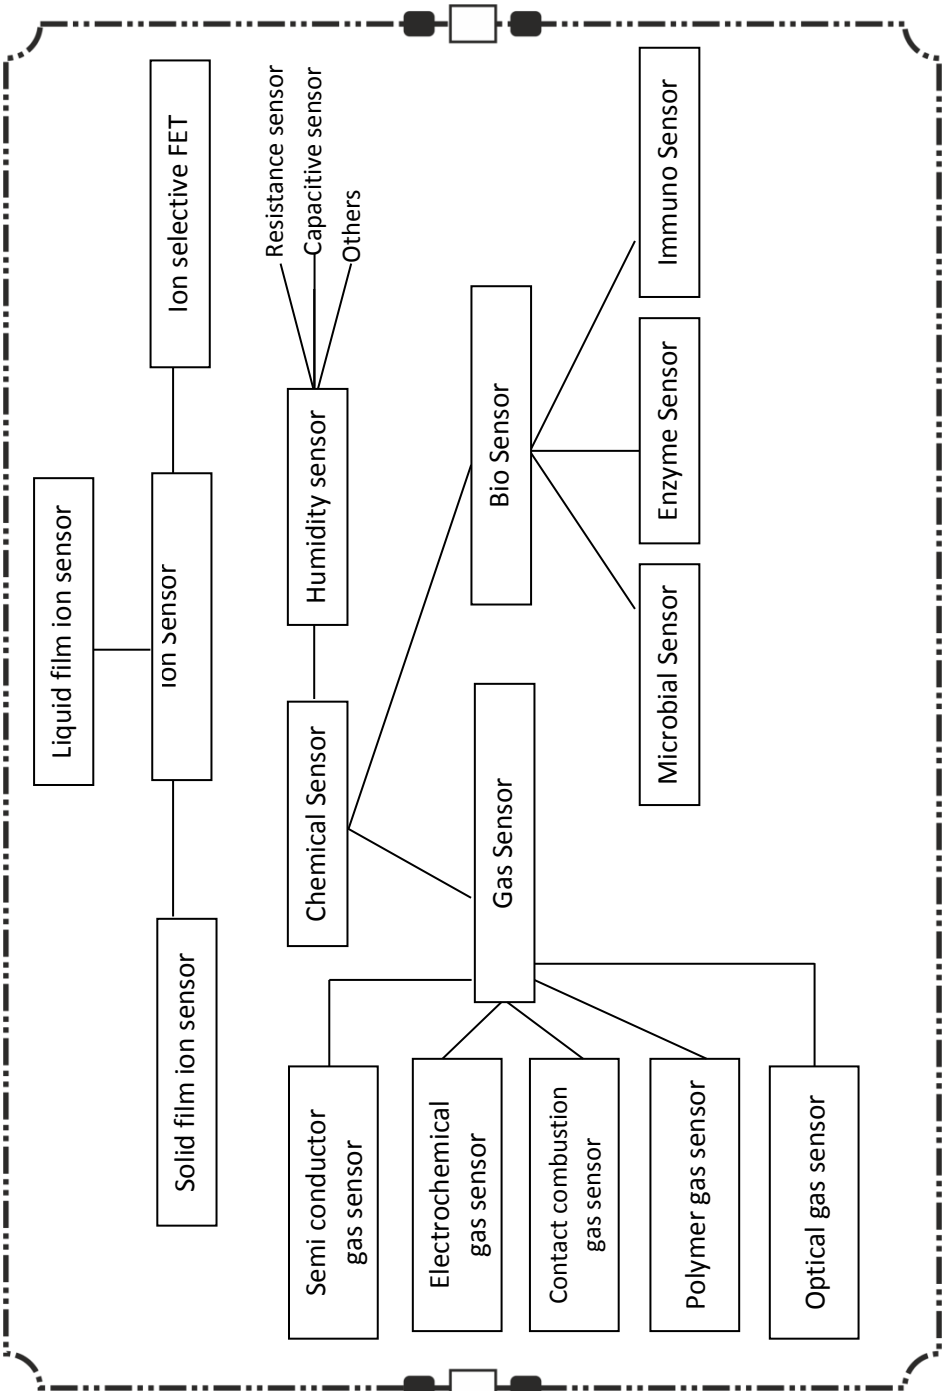 Liquid film ion sensor
Solid film ion sensor
Ion Sensor
Ion selective FET
Chemical Sensor
Humidity sensor
Resistance sensor
Capacitive sensor
Others
Gas Sensor
Bio Sensor
Semi conductor
gas sensor
Electrochemical
gas sensor
Contact combustion
gas sensor
Polymer gas sensor
Optical gas sensor
Microbial Sensor
Enzyme Sensor
Immuno Sensor